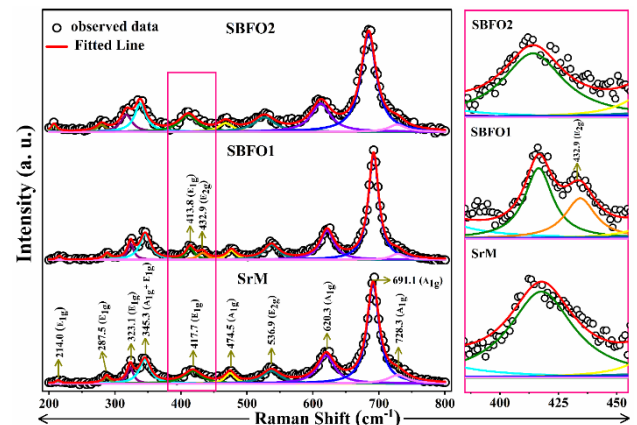 observed data
Fitted Line
SBFO2
SBFO1
413.8 (E1g)
432.9 (E2g)
SrM
214.0 (E1g)
287.5 (E1g)
323.1 (E1g)
345.3 (A1g+ E1g)
417.7 (E1g)
474.5 (A1g)
536.9 (E2g)
620.3 (A1g)
691.1 (A1g)
728.3 (A1g)
Intensity (a. u.)
200 300 400 500 600 700 800
Raman Shift (cm-1)
SBFO2
SBFO1
432.9 (E2g)
SrM
400 425 450